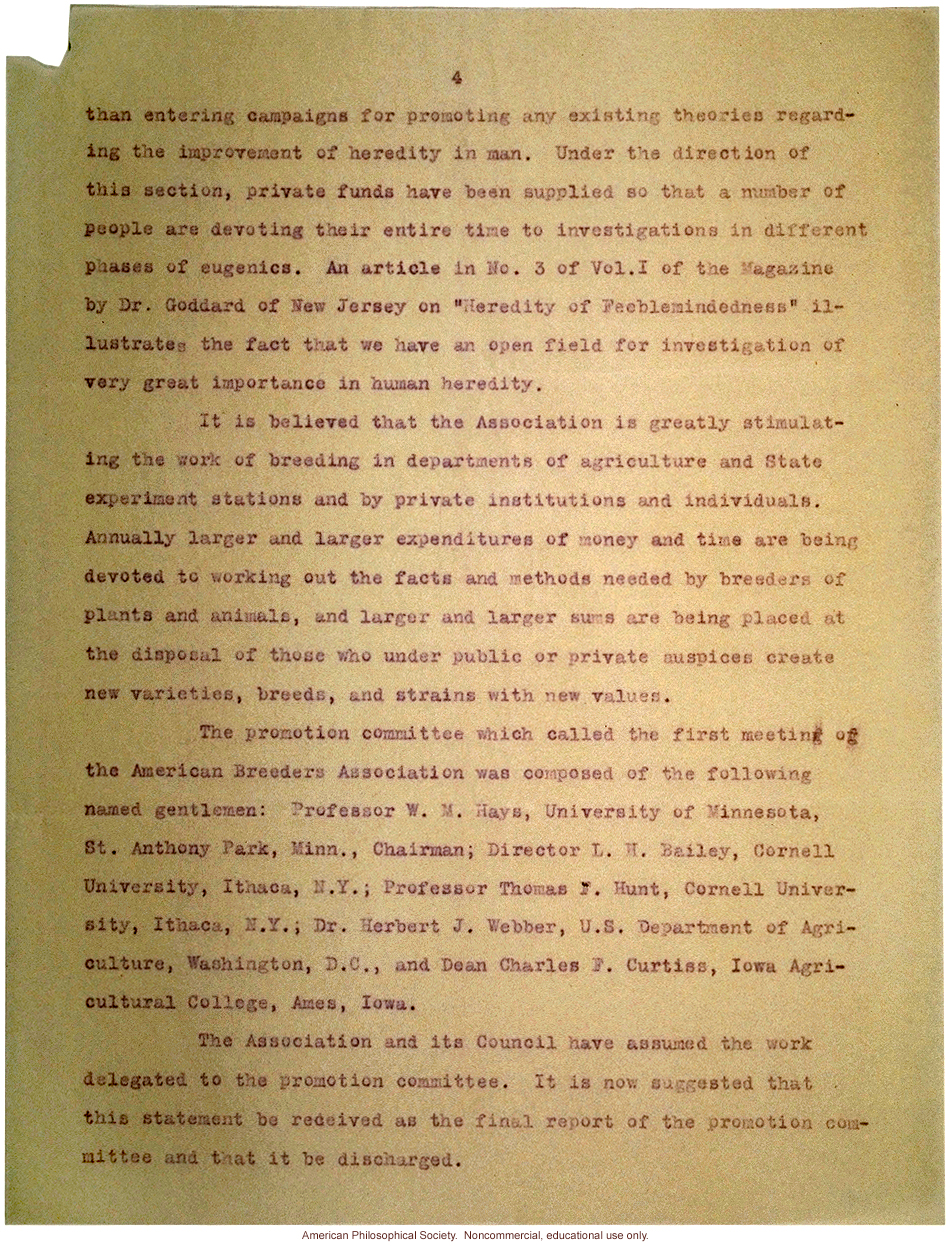 4
than entering campaigns for promoting any existing theories regard-
ing the improvement of heredity in man. Under the direction of
this section, private funds have been supplied so that a number of
people are devoting their entire time to investigations in different
phases of eugenics. An article in No. 3 of Vol.I of the Magazine
by Dr. Goddard of New Jersey on "Heredity of Feeblemindedness" il-
lustrates the fact that we have an open field for investigation of
very great importance in human heredity.
It is believed that the Association is greatly stimulat-
ing the work of breeding in departments of agriculture and State
experiment stations and by private institutions and individuals.
Annually larger and larger expenditures of money and time are being
devoted to working out the facts and methods needed by breeders of
plants and animals, and larger and larger sums are being placed at
the disposal of those who under public or private auspices create
new varieties, breeds, and strains with new values.
The promotion committee which called the first meeting of
the American Breeders Association was composed of the following
named gentlemen: Professor W. M. Hays, University of Minnesota,
St. Anthony Park, Minn., Chairman; Director L. H. Bailey, Cornell
University, Ithaca, N.Y.; Professor Thomas F. Hunt, Cornell Univer-
sity, Ithaca, N.Y.; Dr. Herbert J. Webber, U.S. Department of Agri-
culture, Washington, D.C., and Dean Charles F. Curtiss, Iowa Agri-
cultural College, Ames, Iowa.
The Association and its Council have assumed the work
delegated to the promotion committee. It is now suggested that
this statement be received as the final report of the promotion com-
mittee and that it be discharged.
American Philosophical Society. Noncommercial, educational use only.